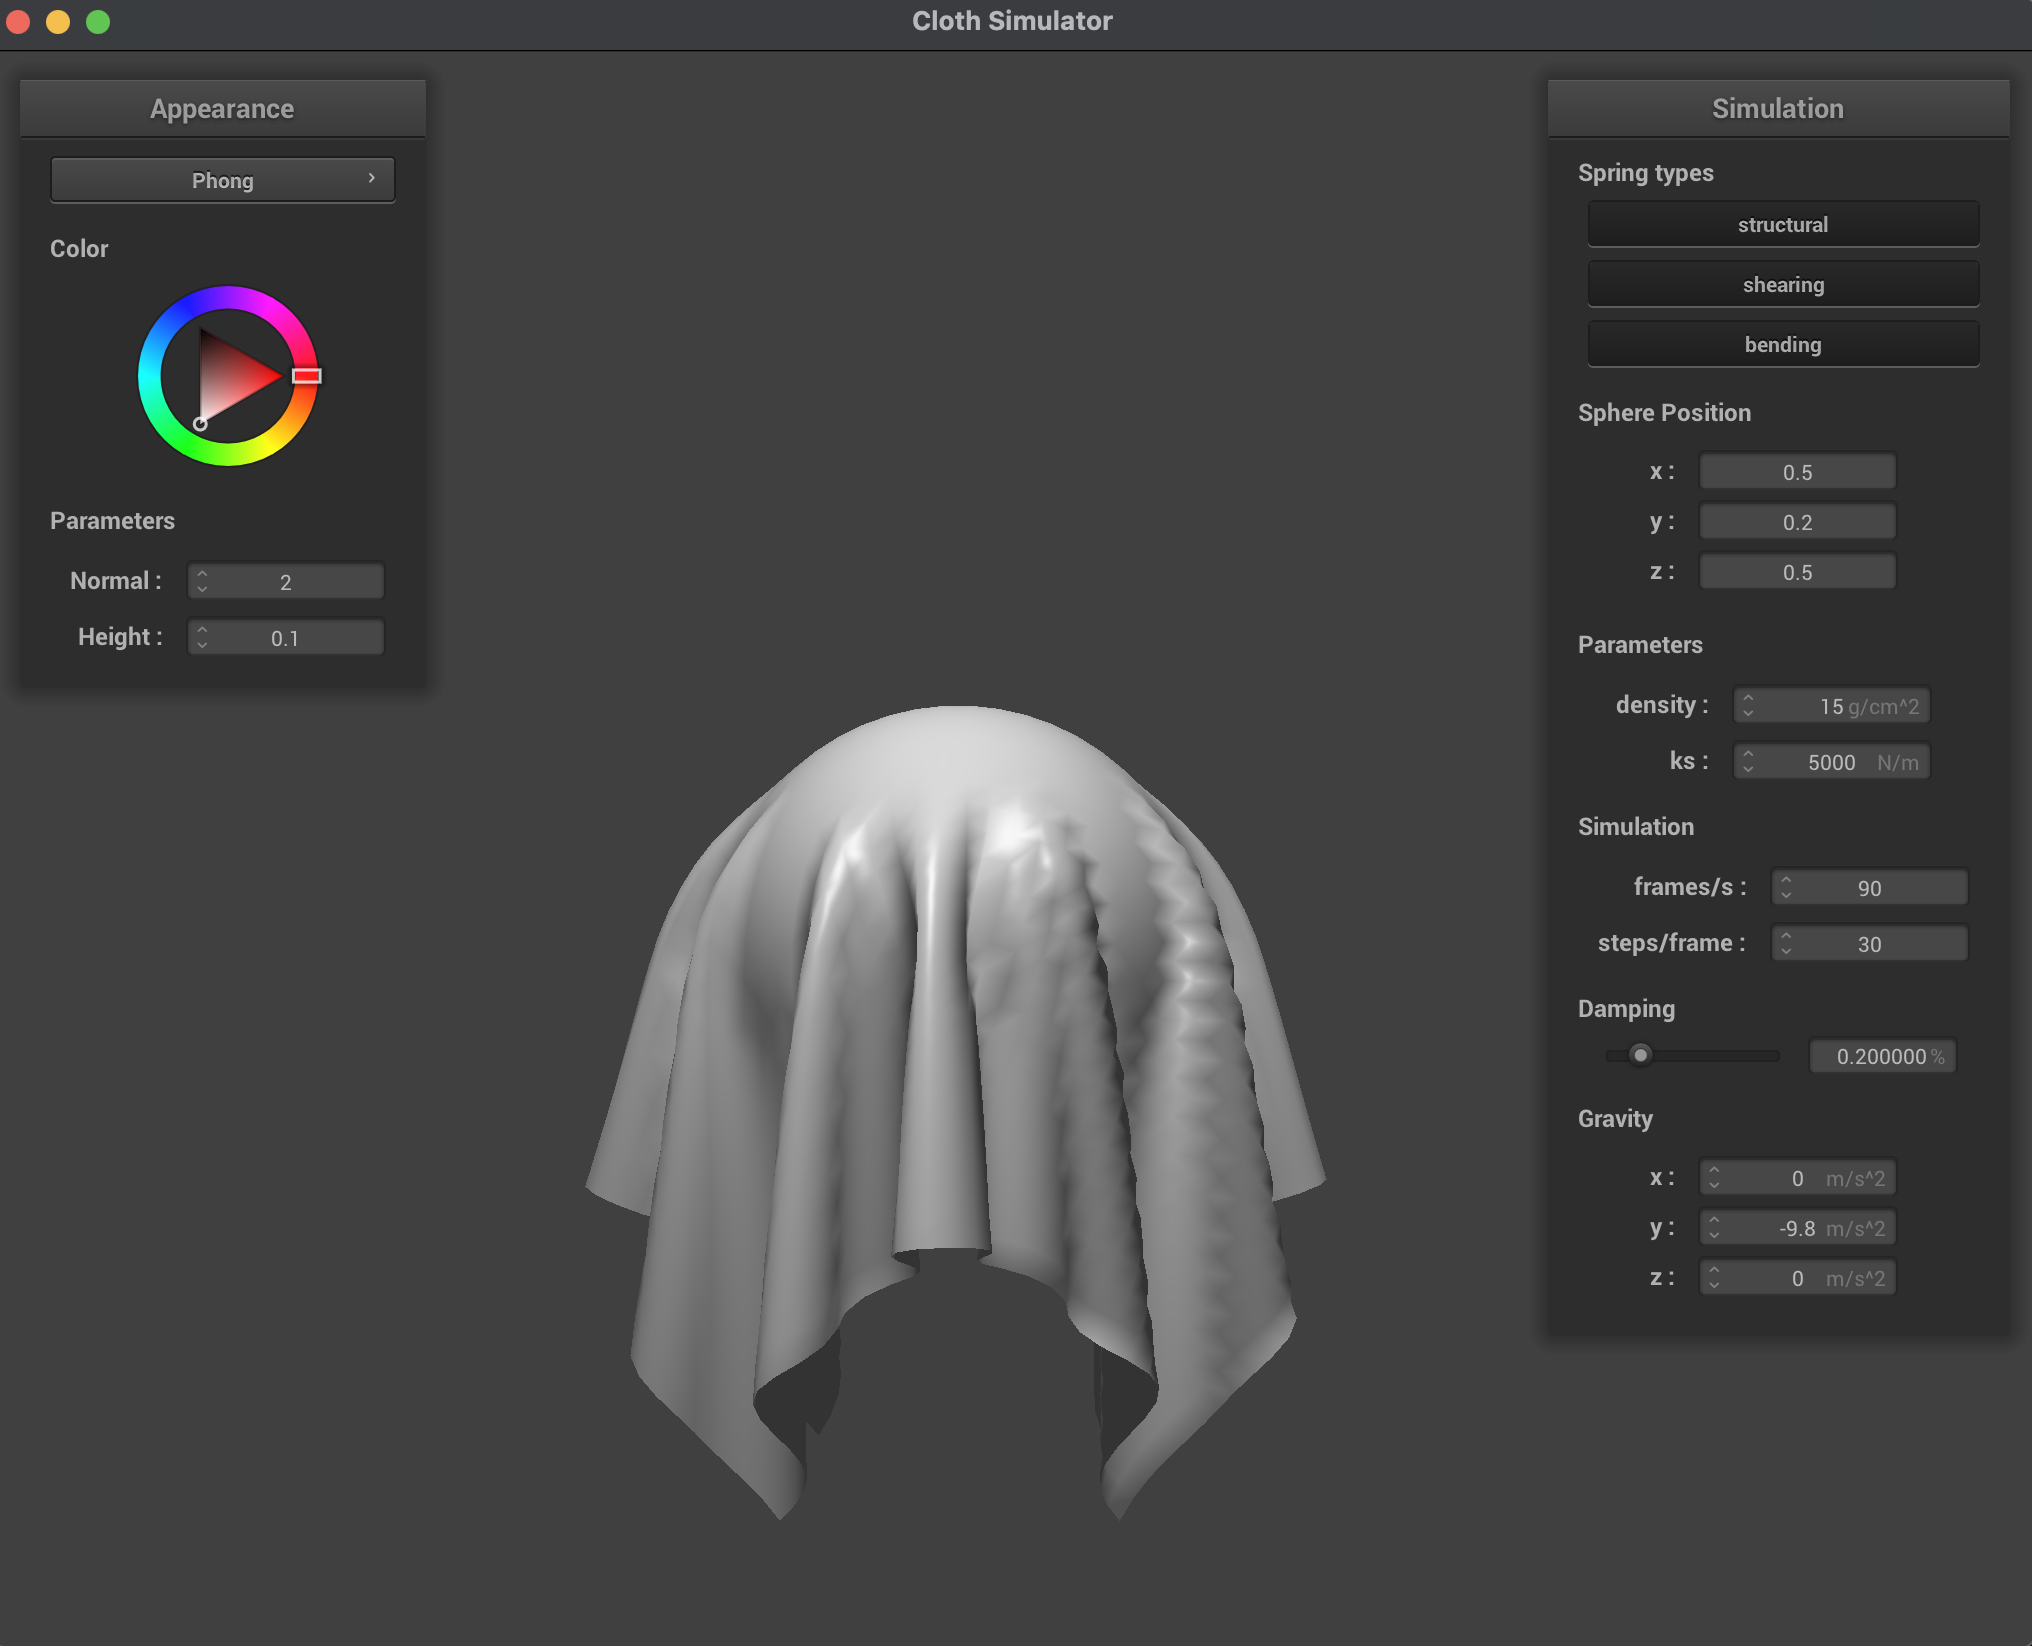 Cloth Simulator
Appearance
Phong
Color
Parameters
Normal : 2
Height : 0.1
Simulation
Spring types
structural
shearing
bending
Sphere Position
x : 0.5
y : 0.2
z : 0.5
Parameters
density : 15 g/cm^2
ks : 5000 N/m
Simulation
frames/s : 90
steps/frame : 30
Damping
0.200000 %
Gravity
x : 0 m/s^2
y : -9.8 m/s^2
z : 0 m/s^2